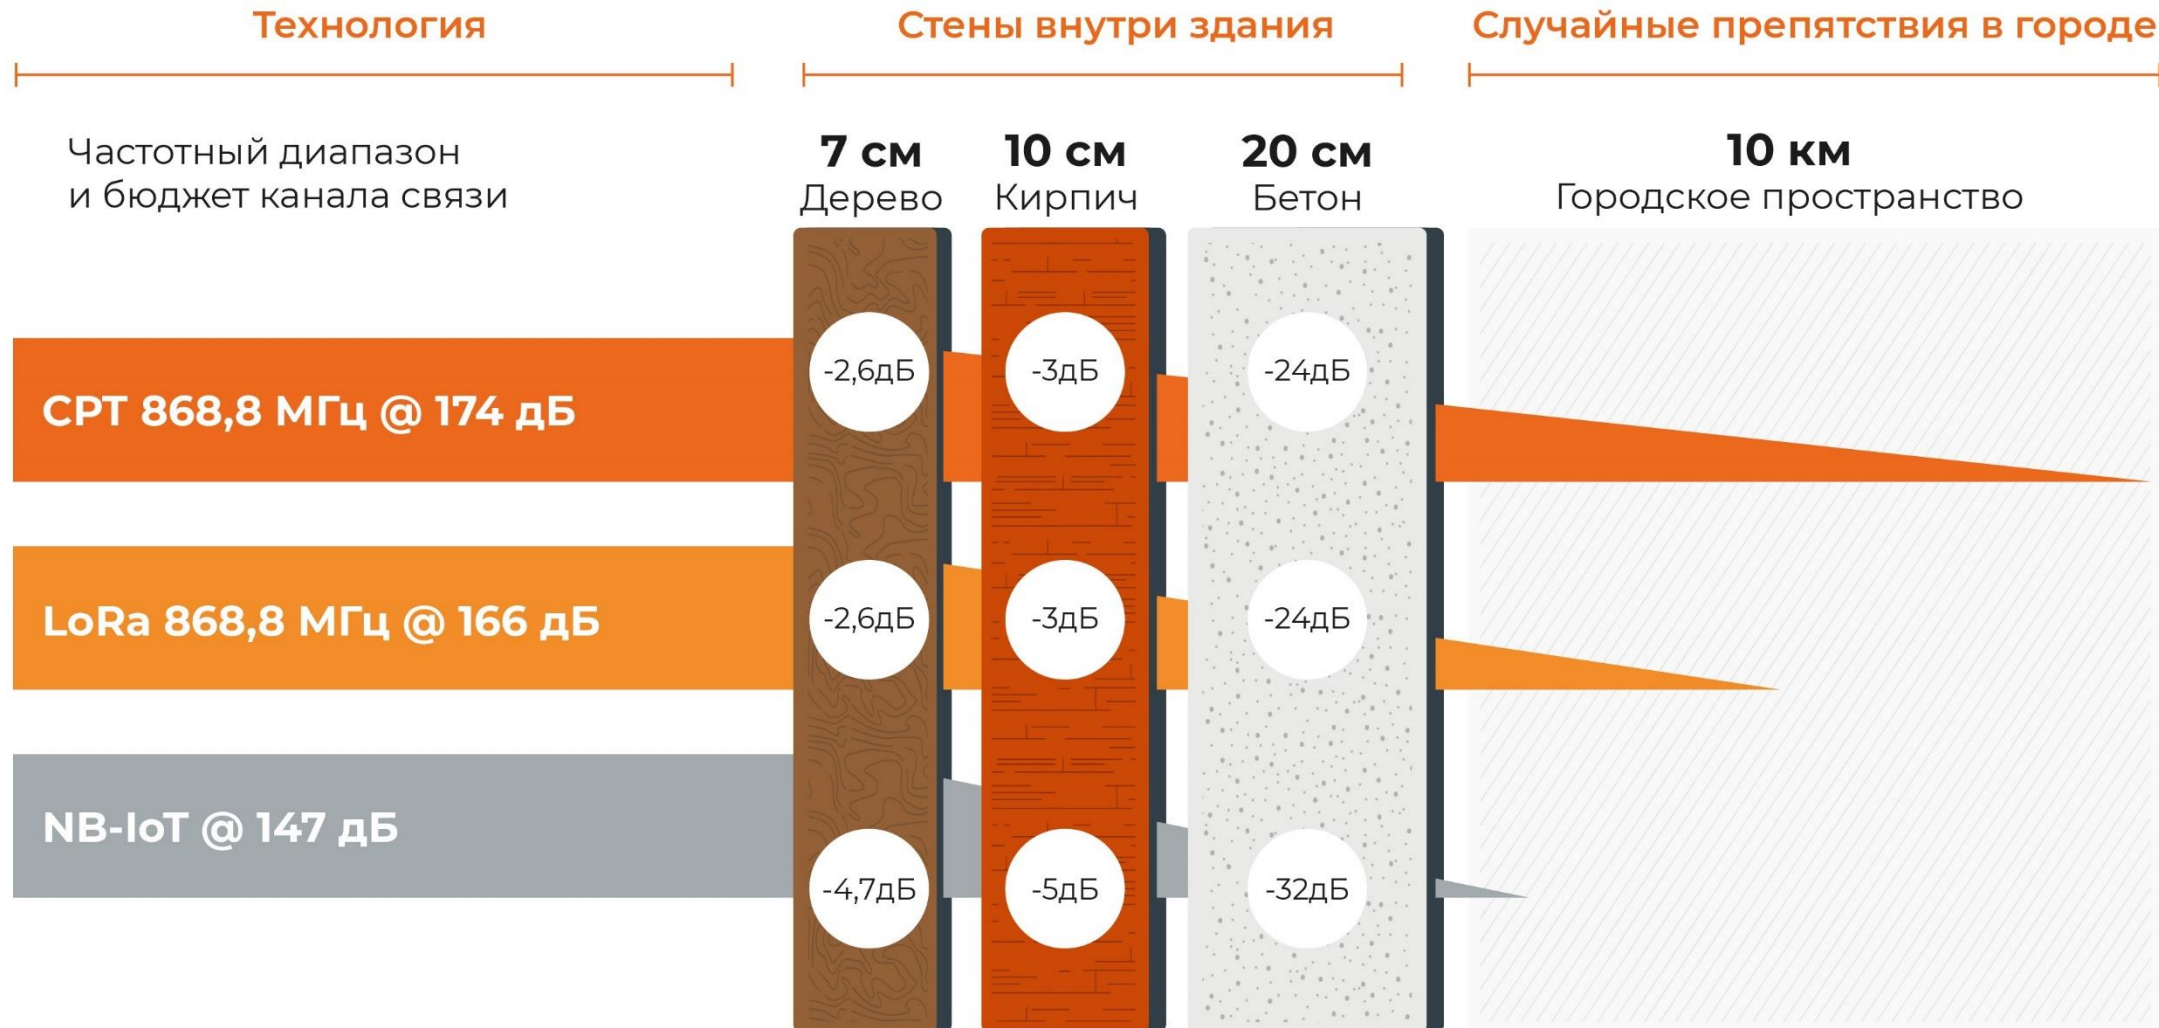 Технология
Стены внутри здания
Случайные препятствия в городе
Частотный диапазон
и бюджет канала связи
7 см
Дерево
10 см
Кирпич
20 см
Бетон
10 км
Городское пространство
СРТ 868,8 МГц @ 174 дБ
-2,6дБ
-3дБ
-24дБ
LoRa 868,8 МГц @ 166 дБ
-2,6дБ
-3дБ
-24дБ
NB-IoT @ 147 дБ
-4,7дБ
-5дБ
-32дБ